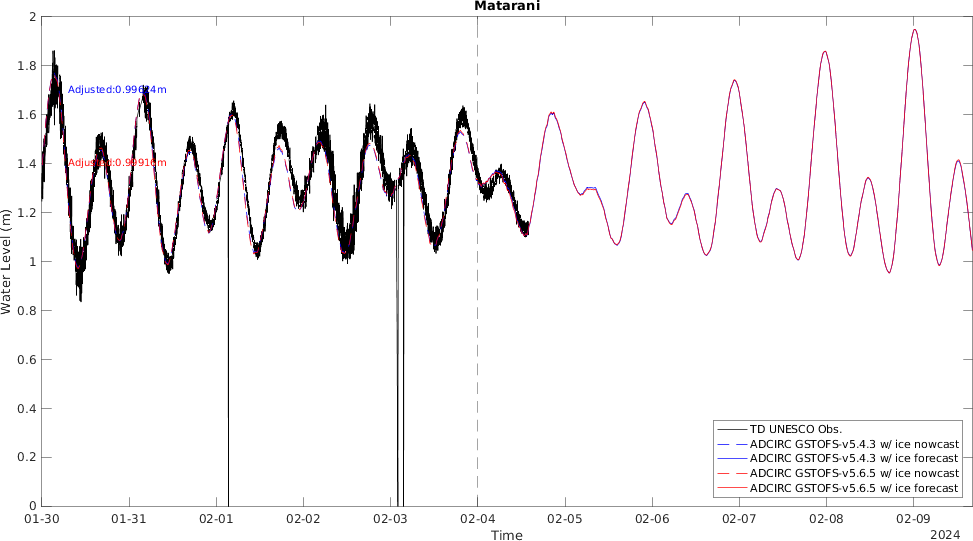 Matarani
2
1.8
1.6
1.4
1.2
1
0.8
0.6
0.4
0.2
0
Water Level (m)
Adjusted:0.99624m
Adjusted:0.99916m
TD UNESCO Obs.
ADCIRC GSTOFS-v5.4.3 w/ ice nowcast
ADCIRC GSTOFS-v5.4.3 w/ ice forecast
ADCIRC GSTOFS-v5.6.5 w/ ice nowcast
ADCIRC GSTOFS-v5.6.5 w/ ice forecast
01-30 01-31 02-01 02-02 02-03 02-04 02-05 02-06 02-07 02-08 02-09
Time
2024